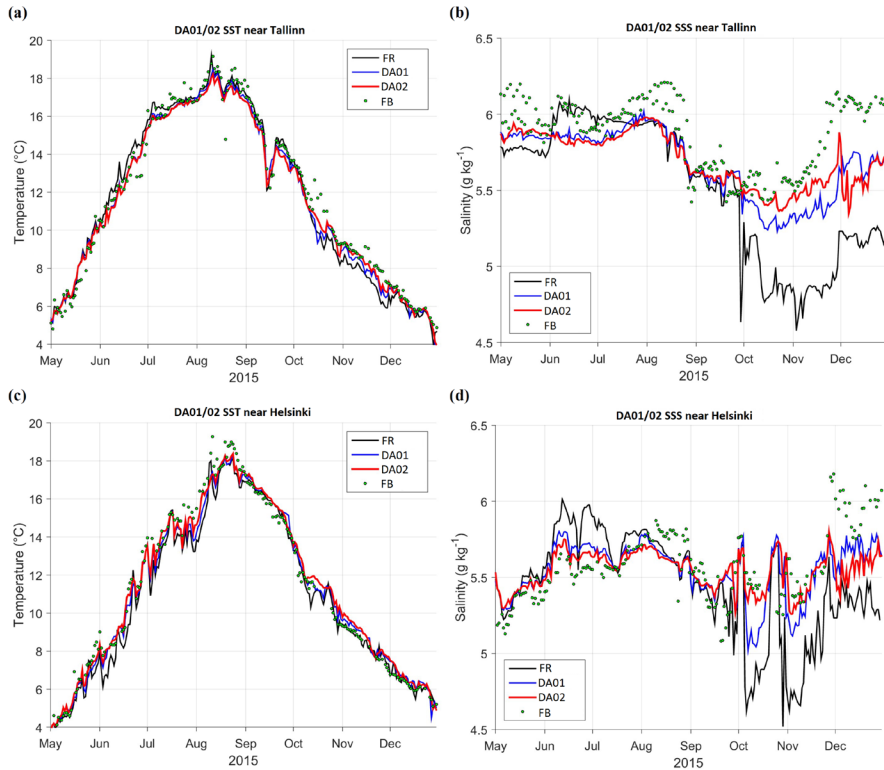 (a)
DA01/02 SST near Tallinn
20
18
16
14
12
10
8
6
4
Temperature (°C)
FR
DA01
DA02
FB
May Jun Jul Aug Sep Oct Nov Dec
2015
(b)
DA01/02 SSS near Tallinn
6.5
6
5.5
5
4.5
Salinity (g kg⁻¹)
FR
DA01
DA02
FB
May Jun Jul Aug Sep Oct Nov Dec
2015
(c)
DA01/02 SST near Helsinki
20
18
16
14
12
10
8
6
4
Temperature (°C)
FR
DA01
DA02
FB
May Jun Jul Aug Sep Oct Nov Dec
2015
(d)
DA01/02 SSS near Helsinki
6.5
6
5.5
5
4.5
Salinity (g kg⁻¹)
FR
DA01
DA02
FB
May Jun Jul Aug Sep Oct Nov Dec
2015